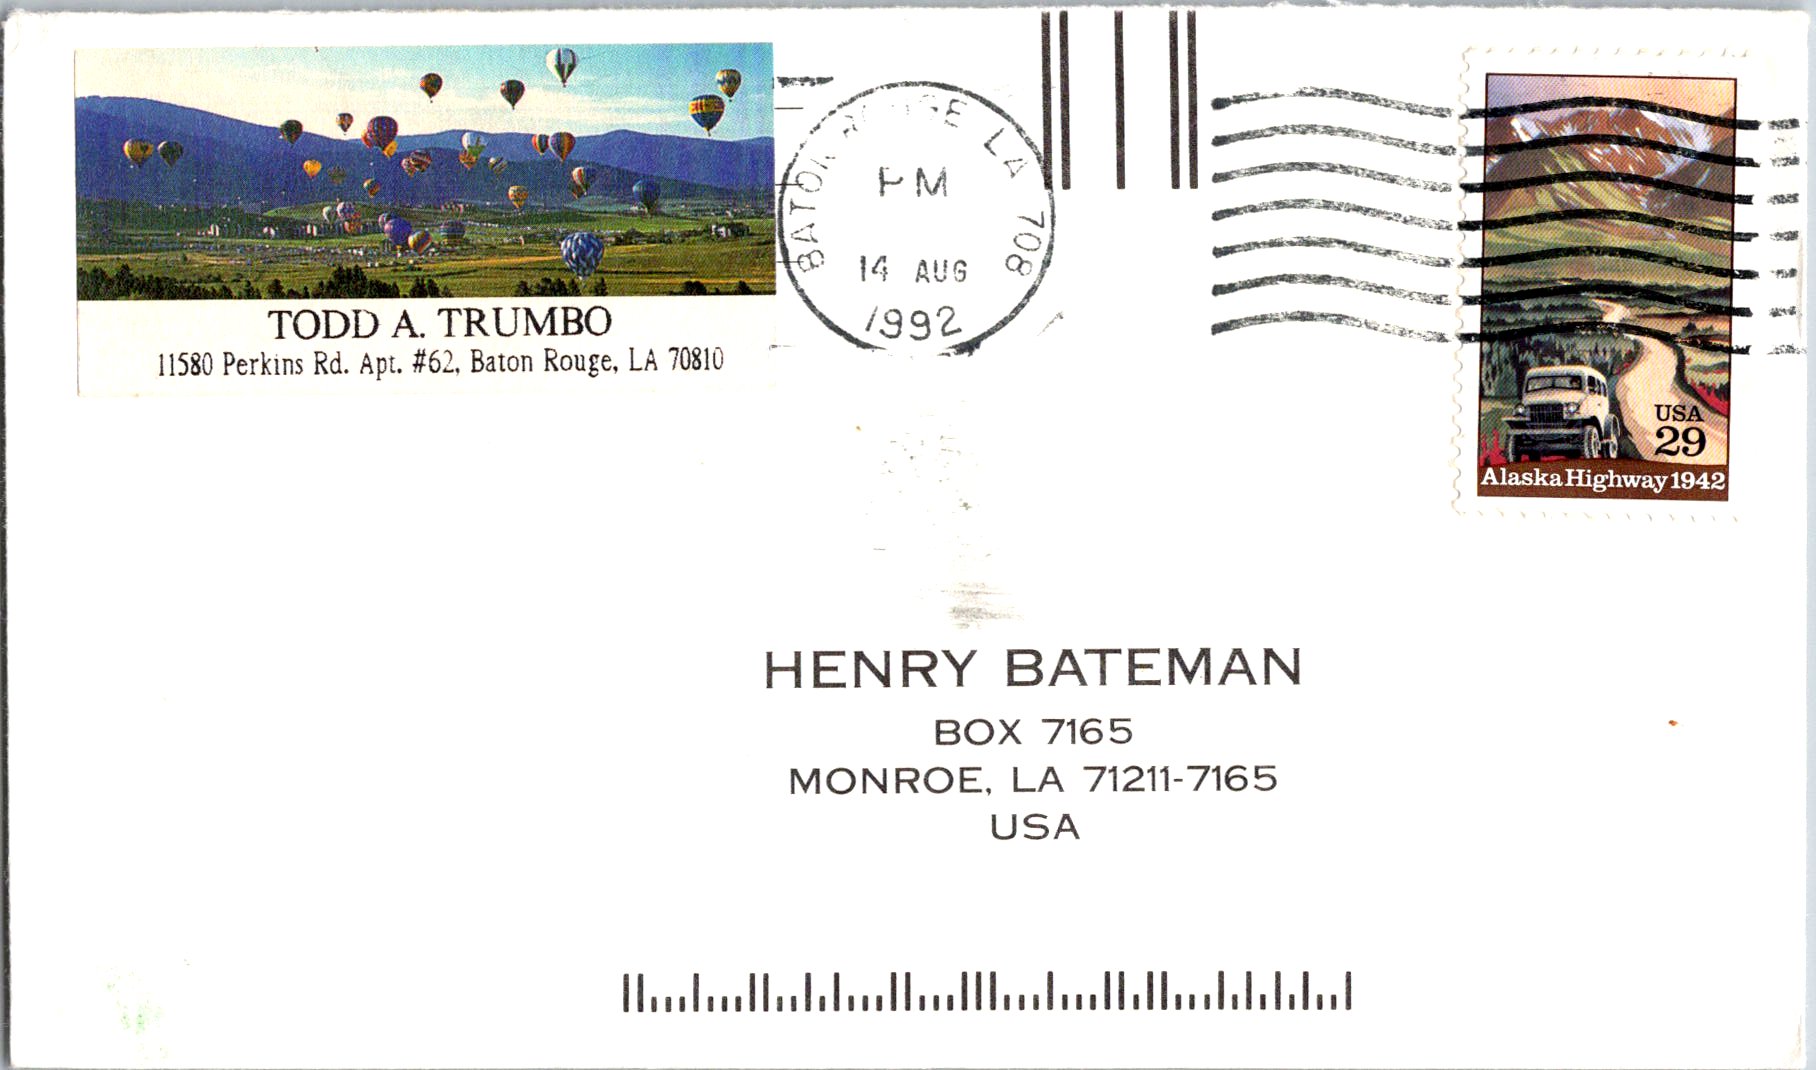 TODD A. TRUMBO
11580 Perkins Rd. Apt. #62, Baton Rouge, LA 70810
BATON ROUGE LA 708
PM
14 AUG
1992
USA
29
Alaska Highway 1942
HENRY BATEMAN
BOX 7165
MONROE, LA 71211-7165
USA